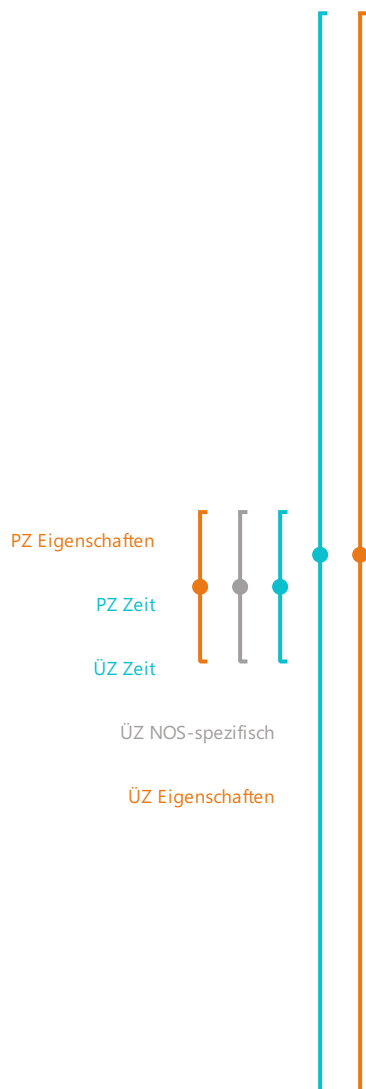 PZ Eigenschaften
PZ Zeit
ÜZ Zeit
ÜZ NOS-spezifisch
ÜZ Eigenschaften